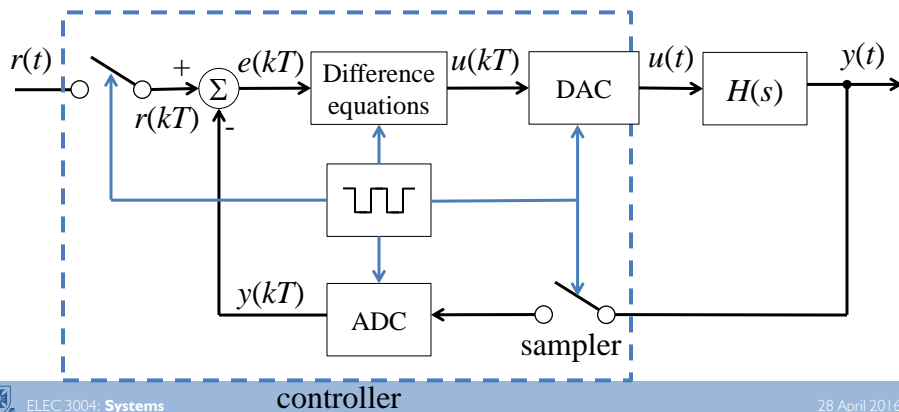 r(t)
+
e(kT)
Difference
equations
u(kT)
DAC
u(t)
H(s)
y(t)
Σ
r(kT)
-
y(kT)
ADC
sampler
controller
ELEC 3004: Systems
28 April 2016